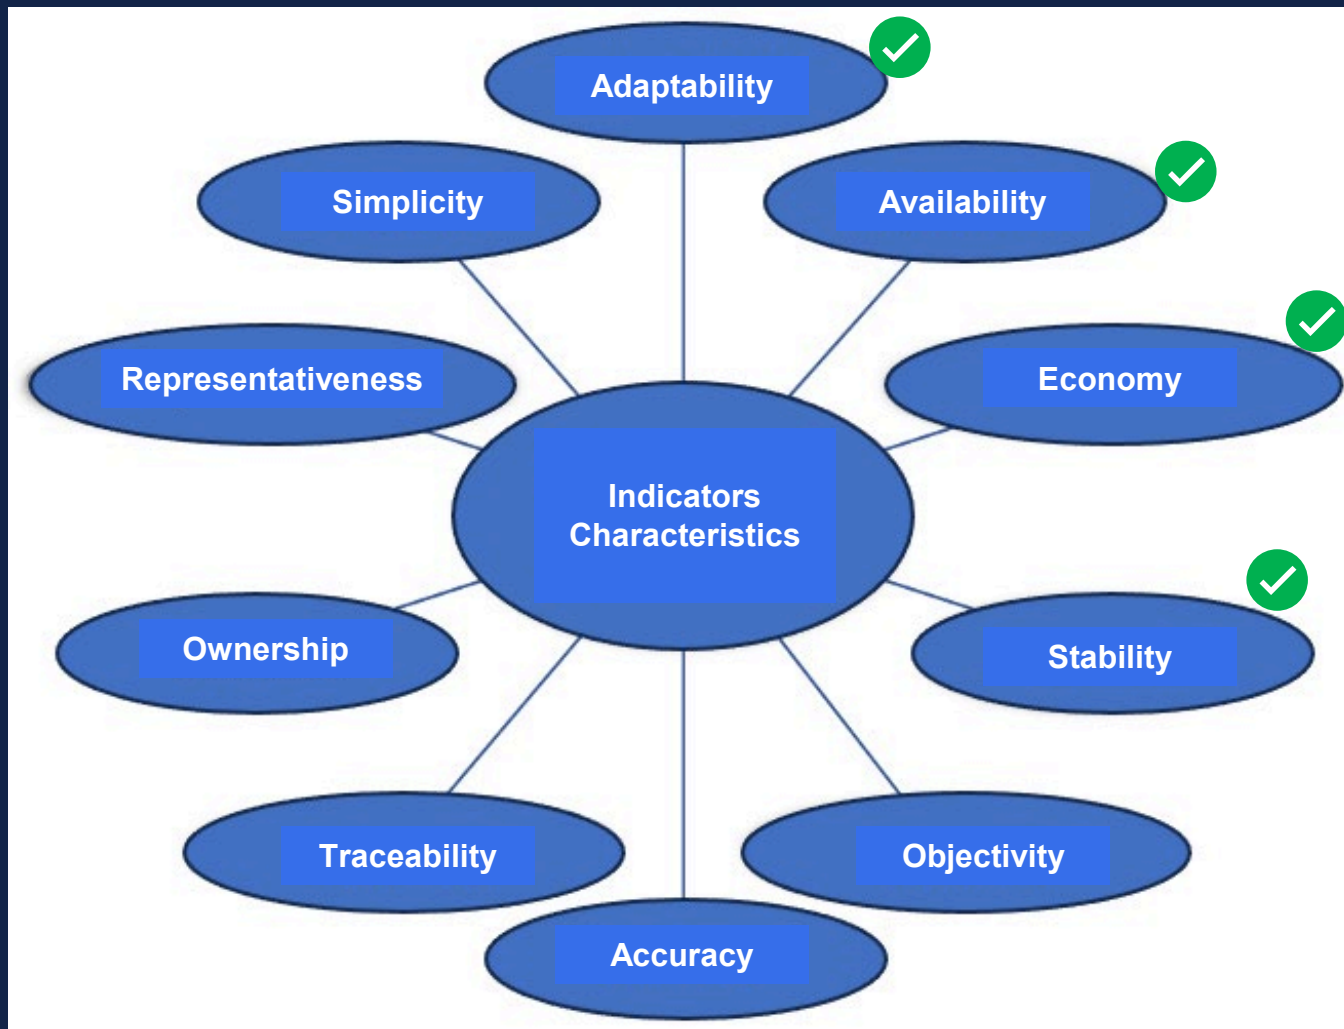 Adaptability
Simplicity
Availability
Representativeness
Economy
Indicators
Characteristics
Ownership
Stability
Traceability
Objectivity
Accuracy